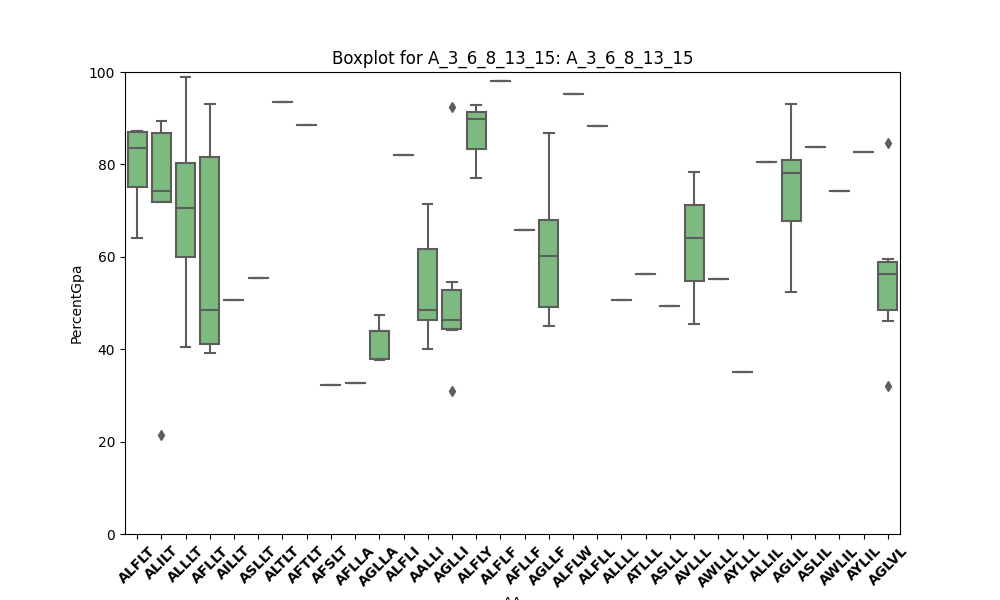 Boxplot for A_3_6_8_13_15: A_3_6_8_13_15
100
80
60
40
20
0
PercentGpa
ALFLT
ALILT
ALLLT
AFLLT
AILLT
ASLLT
ALTLT
AFTLT
AFSLT
AFLLA
AGLLA
ALFLI
AALLI
AGLLI
ALFLY
ALFLF
AFLLF
AGLLF
ALFLW
ALFLL
ALLLL
ATLLL
ASLLL
AVLLL
AWLLL
AYLLL
ALLIL
AGLIL
ASLIL
AWLIL
AYLIL
AGLVL